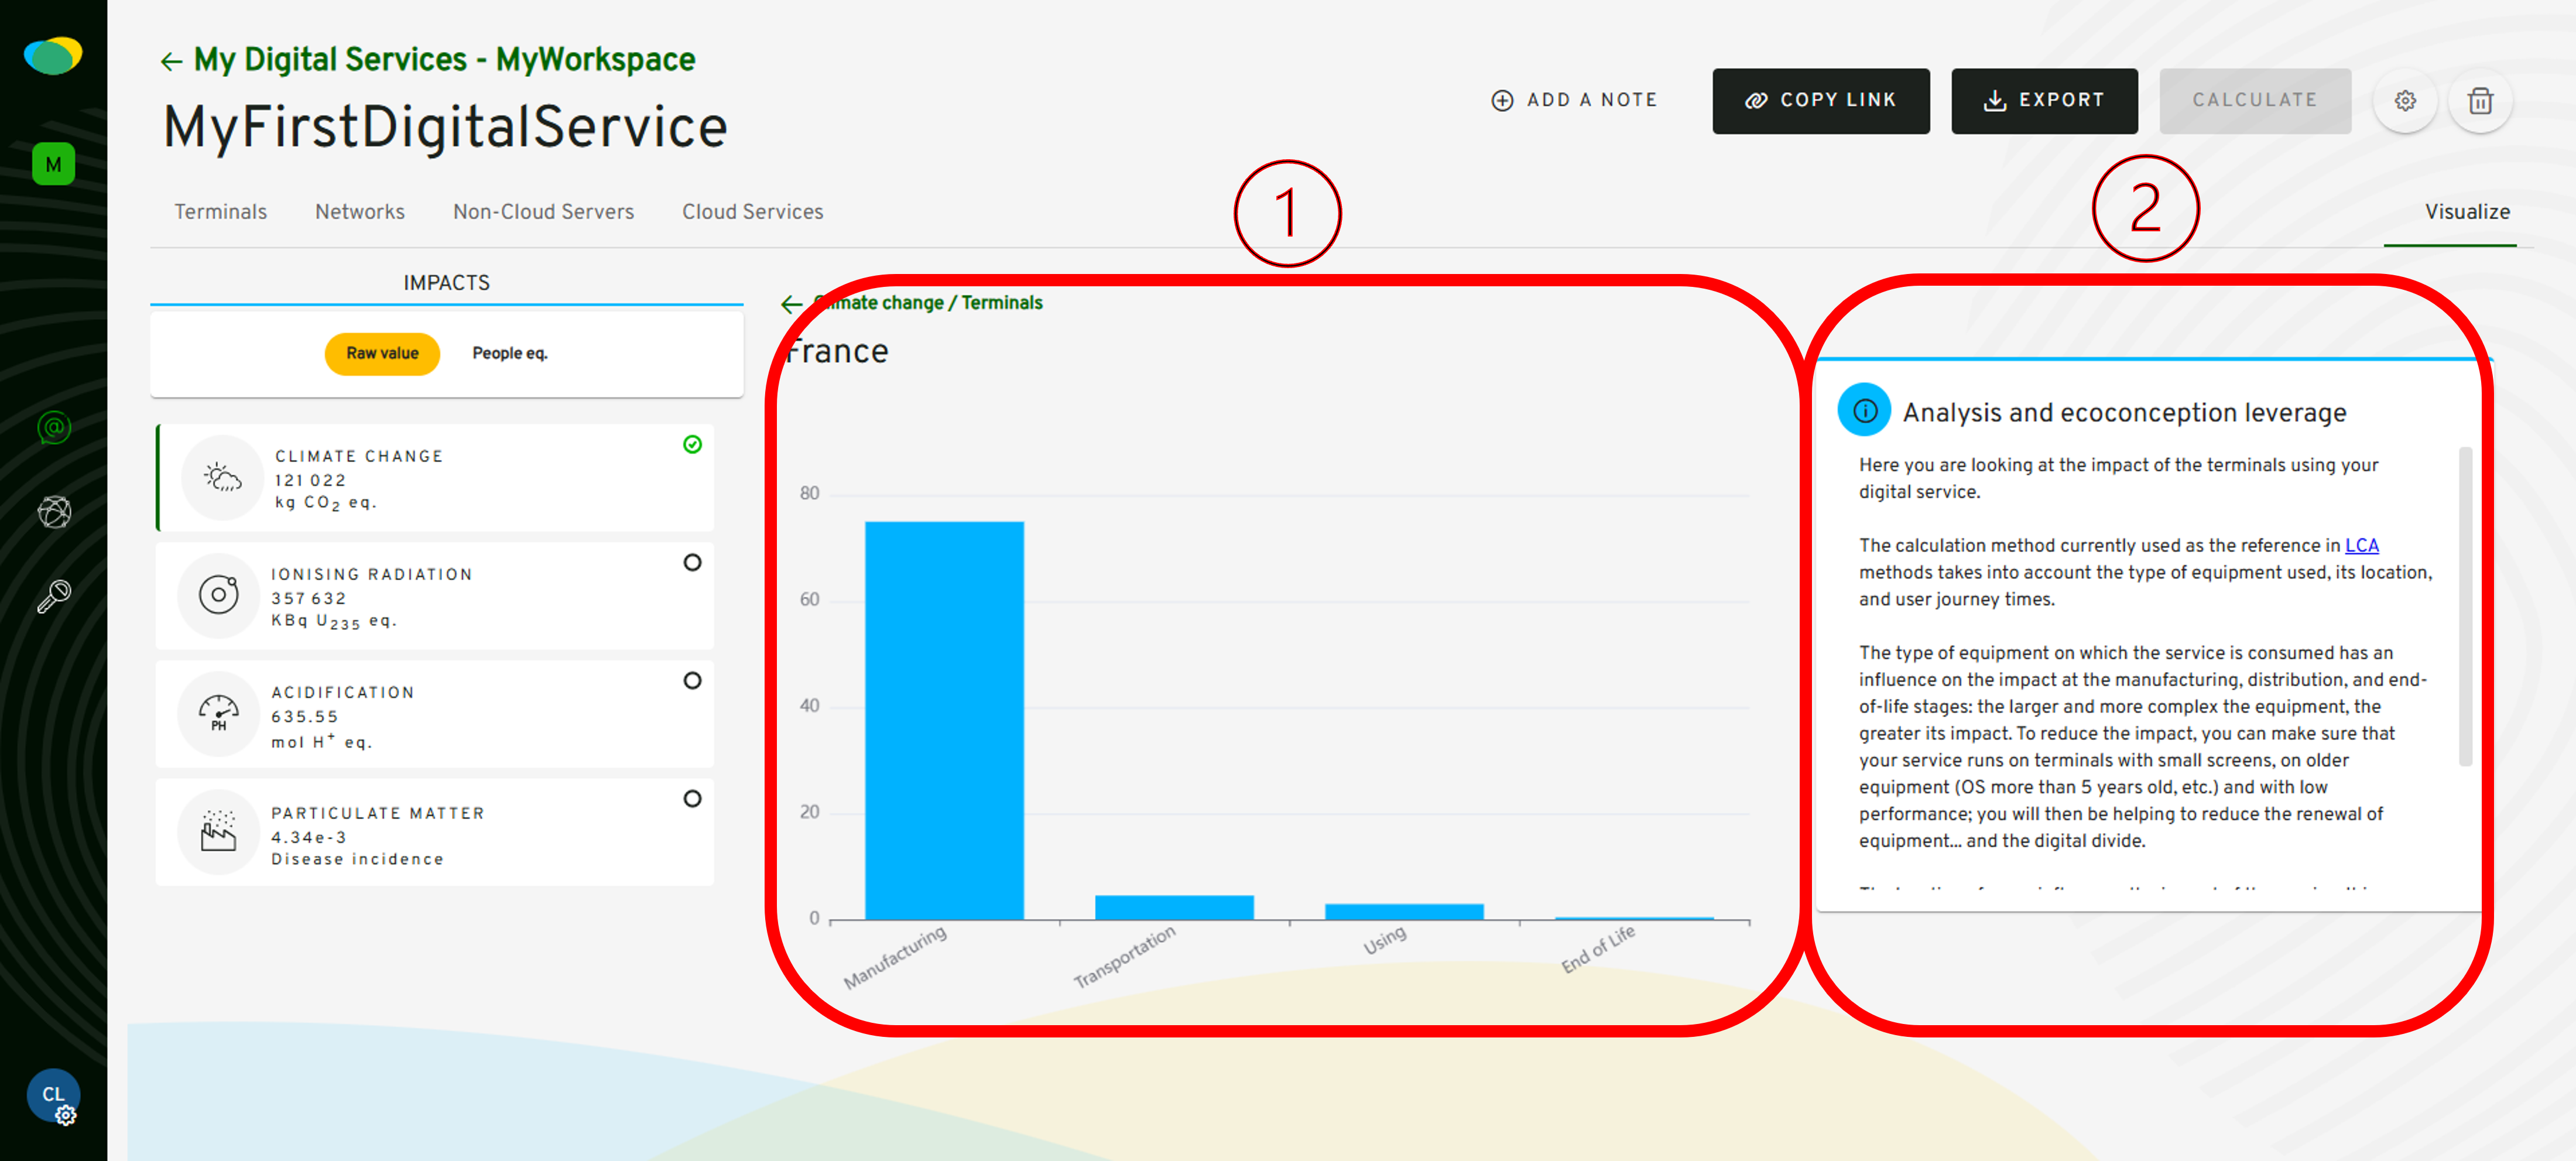 ← My Digital Services - MyWorkspace
MyFirstDigitalService
ADD A NOTE
COPY LINK
EXPORT
CALCULATE
M
Terminals
Networks
Non-Cloud Servers
Cloud Services
Visualize
1
2
IMPACTS
Raw value
People eq.
CLIMATE CHANGE
121 022
kg CO₂ eq.
IONISING RADIATION
357 632
KBq U₂₃₅ eq.
ACIDIFICATION
635.55
mol H⁺ eq.
PH
PARTICULATE MATTER
4.34e-3
Disease incidence
← Climate change / Terminals
France
80
60
40
20
0
Manufacturing
Transportation
Using
End of Life
Analysis and ecoconception leverage
Here you are looking at the impact of the terminals using your
digital service.
The calculation method currently used as the reference in LCA
methods takes into account the type of equipment used, its location,
and user journey times.
The type of equipment on which the service is consumed has an
influence on the impact at the manufacturing, distribution, and end-
of-life stages: the larger and more complex the equipment, the
greater its impact. To reduce the impact, you can make sure that
your service runs on terminals with small screens, on older
equipment (OS more than 5 years old, etc.) and with low
performance; you will then be helping to reduce the renewal of
equipment... and the digital divide.
CL